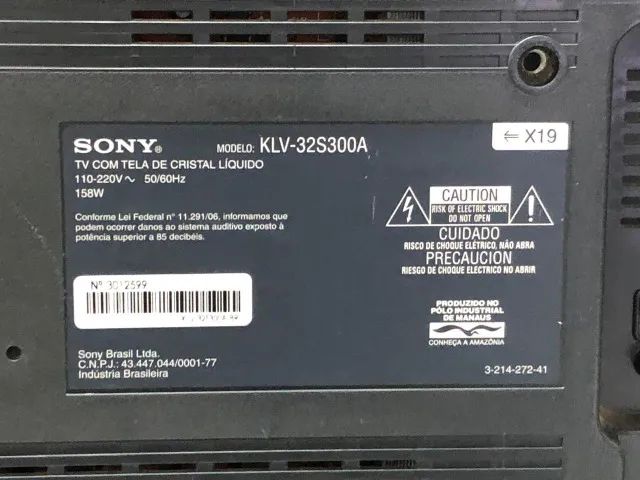 SONY® MODELO: KLV-32S300A
X19
TV COM TELA DE CRISTAL LÍQUIDO
110-220V~ 50/60Hz
158W
Conforme Lei Federal n° 11.291/06, informamos que
podem ocorrer danos ao sistema auditivo exposto à
potência superior a 85 decibéis.
CAUTION
RISK OF ELECTRIC SHOCK
DO NOT OPEN
CUIDADO
RISCO DE CHOQUE ELÉTRICO, NÃO ABRA
PRECAUCION
RIESGO DE CHOQUE ELECTRICO NO ABRIR
N° 3012599
PRODUZIDO NO
PÓLO INDUSTRIAL
DE MANAUS
CONHEÇA A AMAZÔNIA
Sony Brasil Ltda.
C.N.P.J.: 43.447.044/0001-77
Indústria Brasileira
3-214-272-41